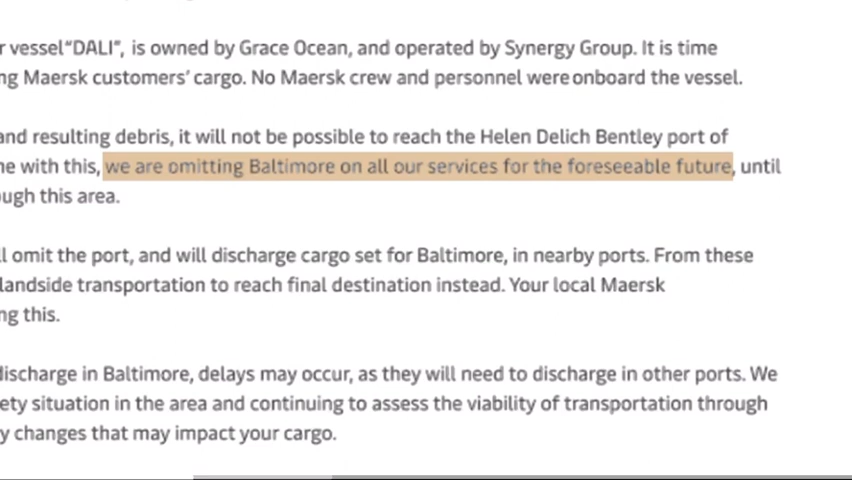 r vessel“DALI”, is owned by Grace Ocean, and operated by Synergy Group. It is time
ng Maersk customers’ cargo. No Maersk crew and personnel were onboard the vessel.
and resulting debris, it will not be possible to reach the Helen Delich Bentley port of
ne with this, we are omitting Baltimore on all our services for the foreseeable future, until
ugh this area.
ll omit the port, and will discharge cargo set for Baltimore, in nearby ports. From these
landside transportation to reach final destination instead. Your local Maersk
ng this.
discharge in Baltimore, delays may occur, as they will need to discharge in other ports. We
ety situation in the area and continuing to assess the viability of transportation through
y changes that may impact your cargo.